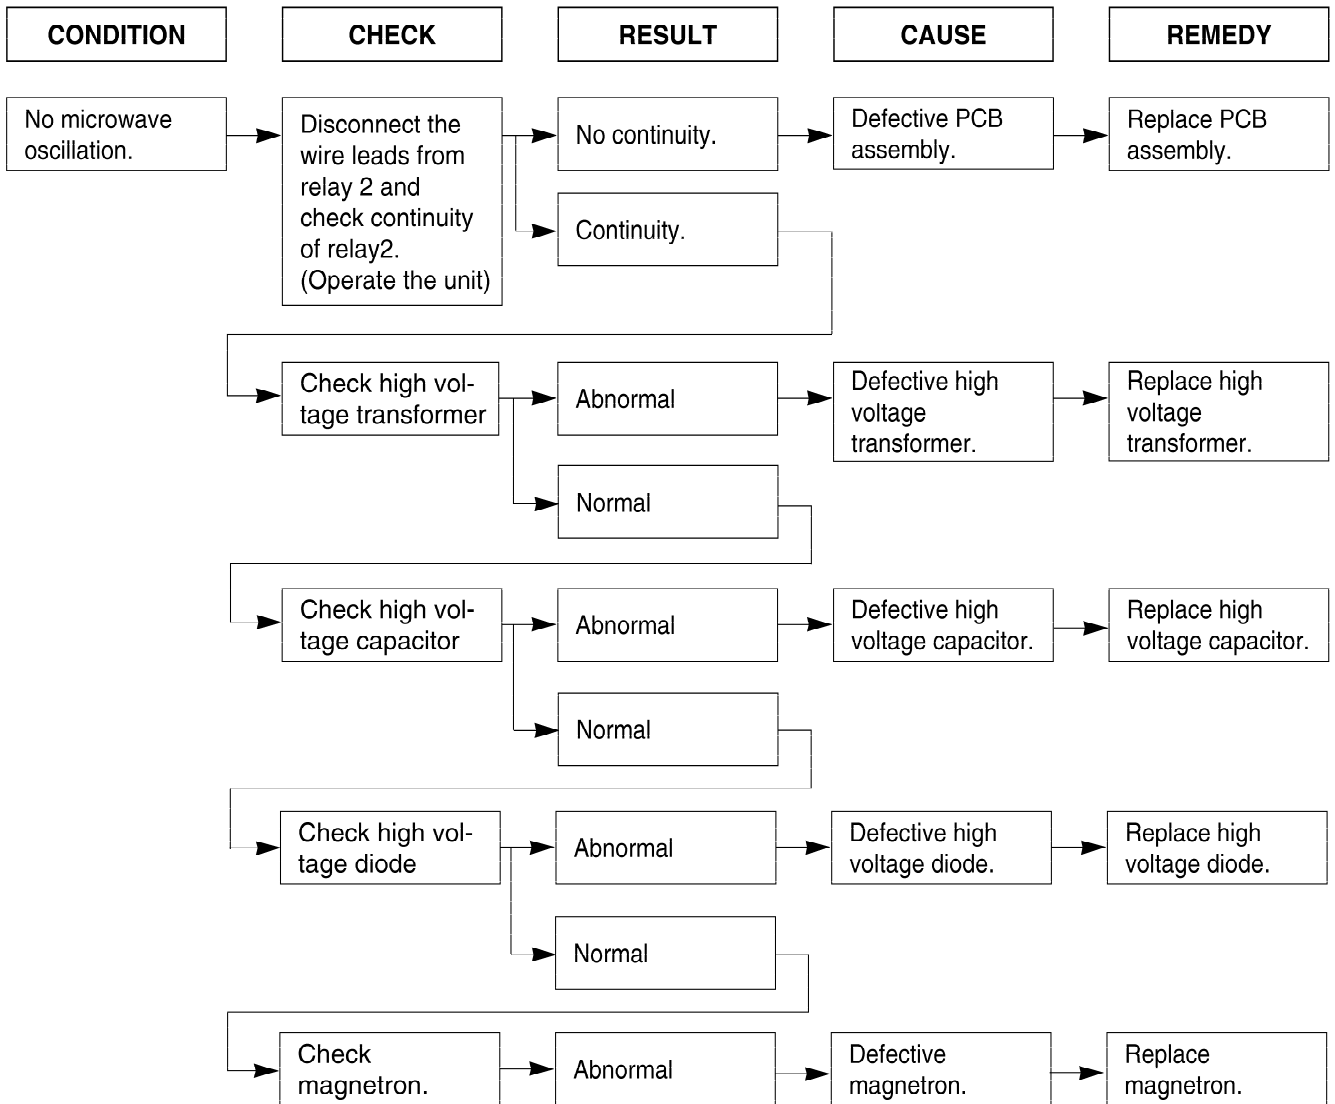 CONDITION
CHECK
RESULT
CAUSE
REMEDY
No microwave
oscillation.
Disconnect the
wire leads from
relay 2 and
check continuity
of relay2.
(Operate the unit)
No continuity.
Defective PCB
assembly.
Replace PCB
assembly.
Continuity.
Check high vol-
tage transformer
Abnormal
Defective high
voltage
transformer.
Replace high
voltage
transformer.
Normal
Check high vol-
tage capacitor
Abnormal
Defective high
voltage capacitor.
Replace high
voltage capacitor.
Normal
Check high vol-
tage diode
Abnormal
Defective high
voltage diode.
Replace high
voltage diode.
Normal
Check
magnetron.
Abnormal
Defective
magnetron.
Replace
magnetron.